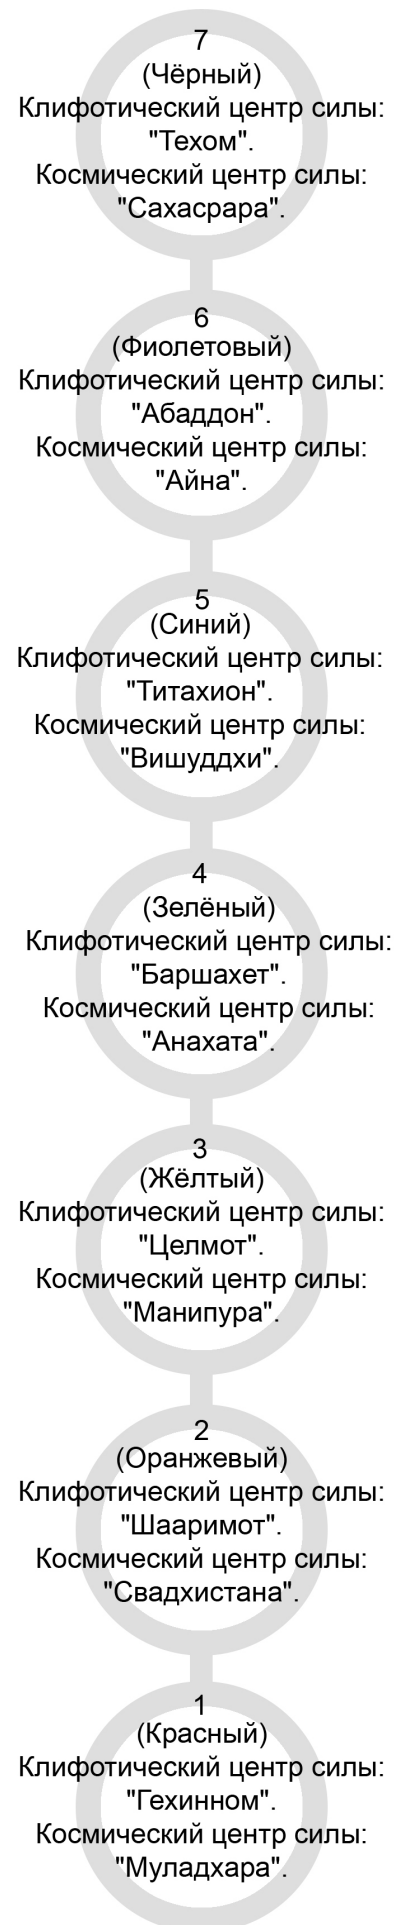 7
(Чёрный)
Клифотический центр силы:
"Техом".
Космический центр силы:
"Сахасрара".
6
(Фиолетовый)
Клифотический центр силы:
"Абаддон".
Космический центр силы:
"Айна".
5
(Синий)
Клифотический центр силы:
"Титахион".
Космический центр силы:
"Вишуддхи".
4
(Зелёный)
Клифотический центр силы:
"Баршахет".
Космический центр силы:
"Анахата".
3
(Жёлтый)
Клифотический центр силы:
"Целмот".
Космический центр силы:
"Манипура".
2
(Оранжевый)
Клифотический центр силы:
"Шааримот".
Космический центр силы:
"Свадхистана".
1
(Красный)
Клифотический центр силы:
"Гехинном".
Космический центр силы:
"Муладхара".